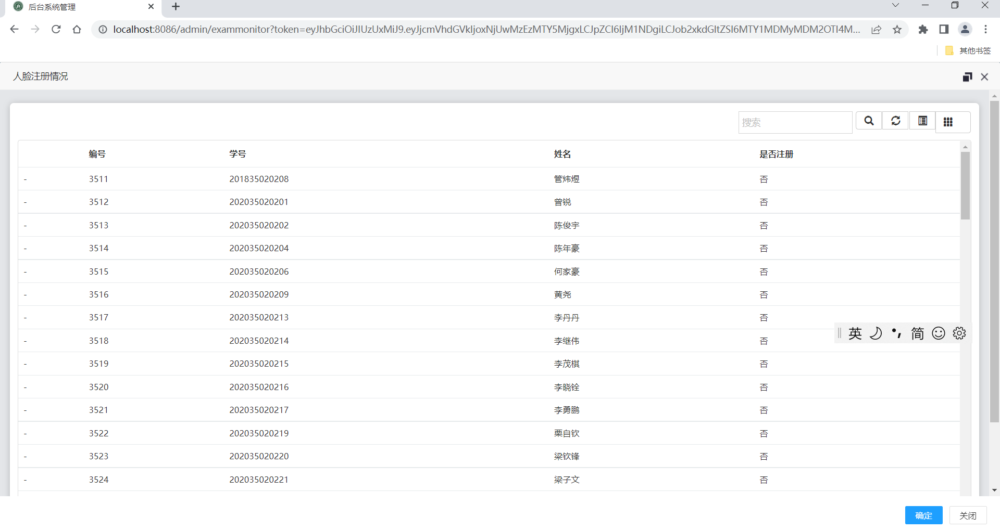 后台系统管理
localhost:8086/admin/exammonitor?token=eyJhbGciOiJIUzUxMiJ9.eyJjcmVhdGVkIjoxNjUwMzEzMTY5MjgxLCJpZCI6IjM1NDgiLCJob2xkdGltZSI6MTY1MDMyMDM2OTI4M...
其他书签
人脸注册情况
搜索
编号 学号 姓名 是否注册
- 3511 201835020208 管炜煜 否
- 3512 202035020201 曾锐 否
- 3513 202035020202 陈俊宇 否
- 3514 202035020204 陈年豪 否
- 3515 202035020206 何家豪 否
- 3516 202035020209 黄尧 否
- 3517 202035020213 李丹丹 否
- 3518 202035020214 李继伟 否
- 3519 202035020215 李茂棋 否
- 3520 202035020216 李晓铨 否
- 3521 202035020217 李勇鹏 否
- 3522 202035020219 栗自钦 否
- 3523 202035020220 梁钦锋 否
- 3524 202035020221 梁子文 否
英 简
确定 关闭